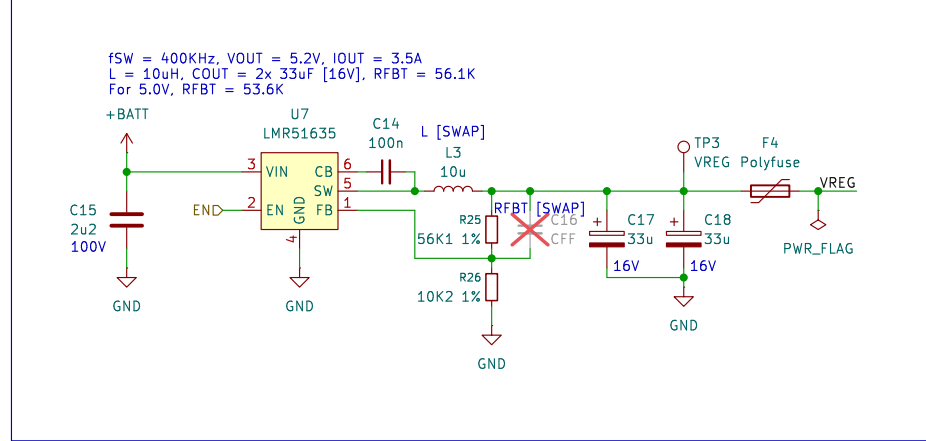 fSW = 400KHz, VOUT = 5.2V, IOUT = 3.5A
L = 10uH, COUT = 2x 33uF [16V], RFBT = 56.1K
For 5.0V, RFBT = 53.6K
+BATT
U7
LMR51635
C14
100n
L [SWAP]
L3
10u
TP3
VREG
F4
Polyfuse
3
VIN
CB
6
SW
5
2
EN
GND
FB
1
4
END
VREG
C15
2u2
100V
RFBT [SWAP]
R25
56K1 1%
C16
CFF
C17
33u
16V
C18
33u
16V
PWR_FLAG
R26
10K2 1%
GND
GND
GND
GND